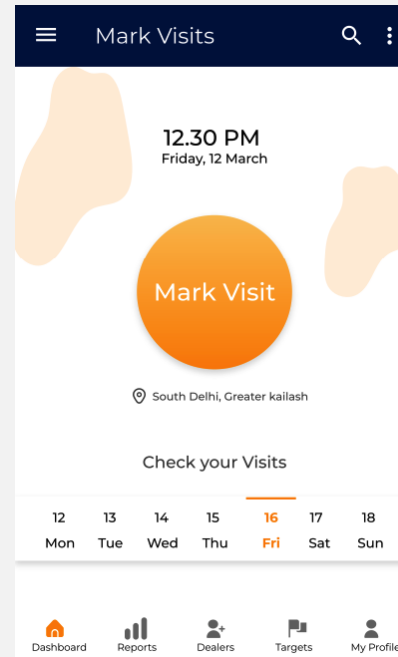 Mark Visits
12.30 PM
Friday, 12 March
Mark Visit
South Delhi, Greater kailash
Check your Visits
12 13 14 15 16 17 18
Mon Tue Wed Thu Fri Sat Sun
Dashboard Reports Dealers Targets My Profile